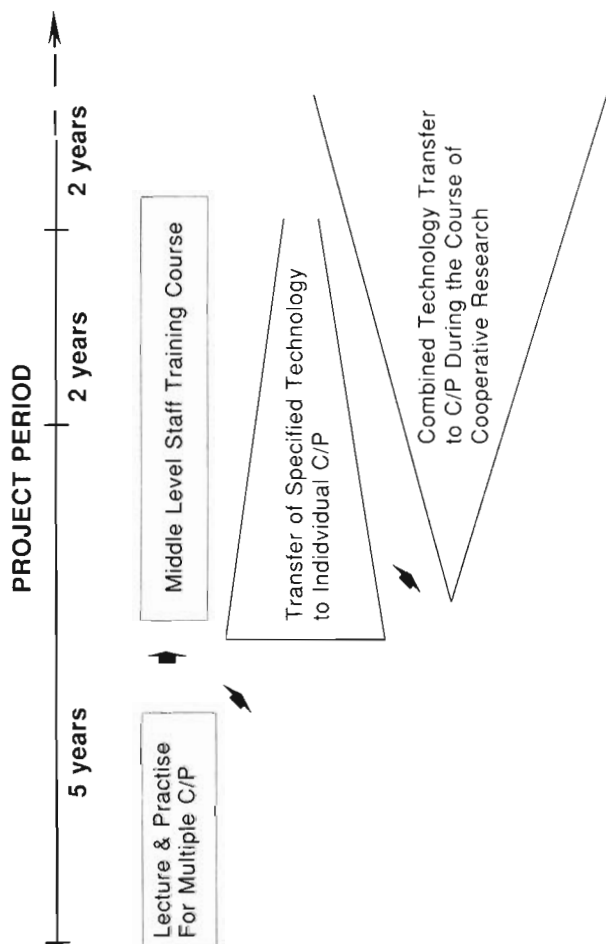 PROJECT PERIOD
5 years
2 years
2 years
Lecture & Practise
For Multiple C/P
Middle Level Staff Training Course
Transfer of Specified Technology
to Indidvidual C/P
Combined Technology Transfer
to C/P During the Course of
Cooperative Research